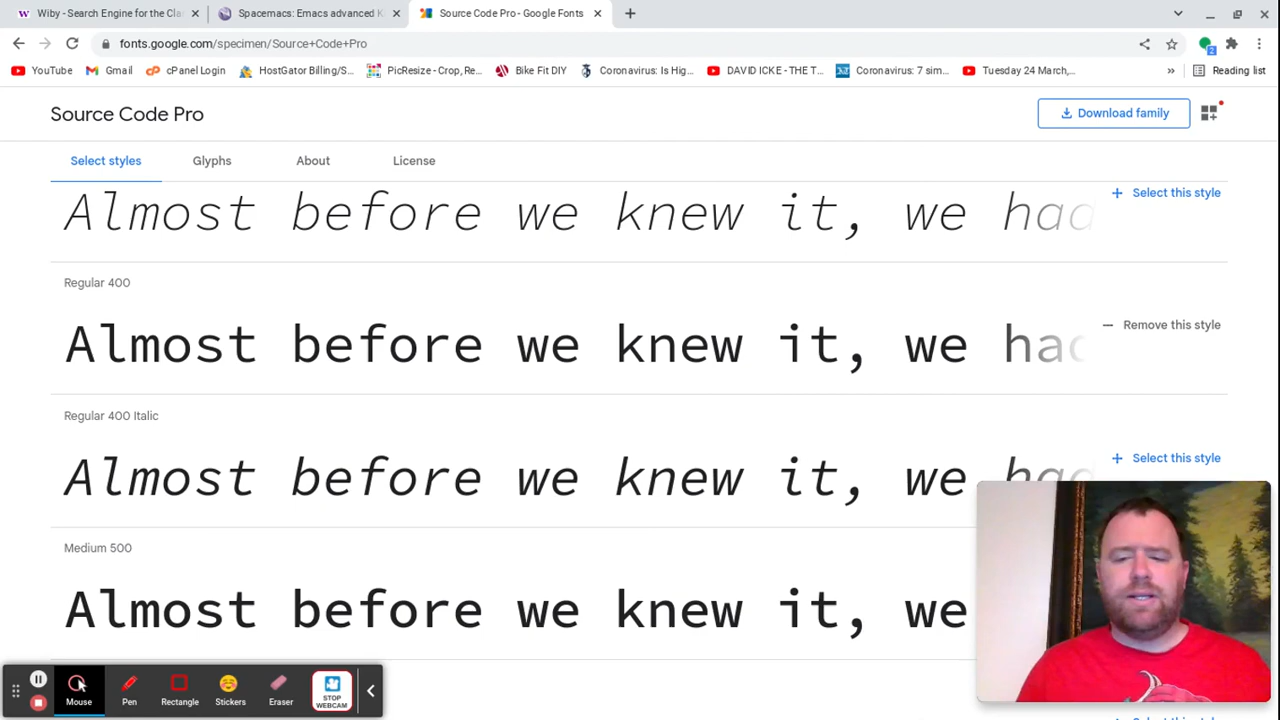 Wiby - Search Engine for the Cla
Spacemacs: Emacs advanced K
Source Code Pro - Google Fonts
fonts.google.com/specimen/Source+Code+Pro
2
YouTube
Gmail
cPanel Login
HostGator Billing/S...
PicResize - Crop, Re...
Bike Fit DIY
Coronavirus: Is Hig...
DAVID ICKE - THE T...
Coronavirus: 7 sim...
Tuesday 24 March,...
»
Reading list
Source Code Pro
Download family
Select styles
Glyphs
About
License
Almost before we knew it, we had
+ Select this style
Regular 400
Almost before we knew it, we had
— Remove this style
Regular 400 Italic
Almost before we knew it, we had
+ Select this style
Medium 500
Almost before we knew it, we
Mouse
Pen
Rectangle
Stickers
Eraser
STOP
WEBCAM